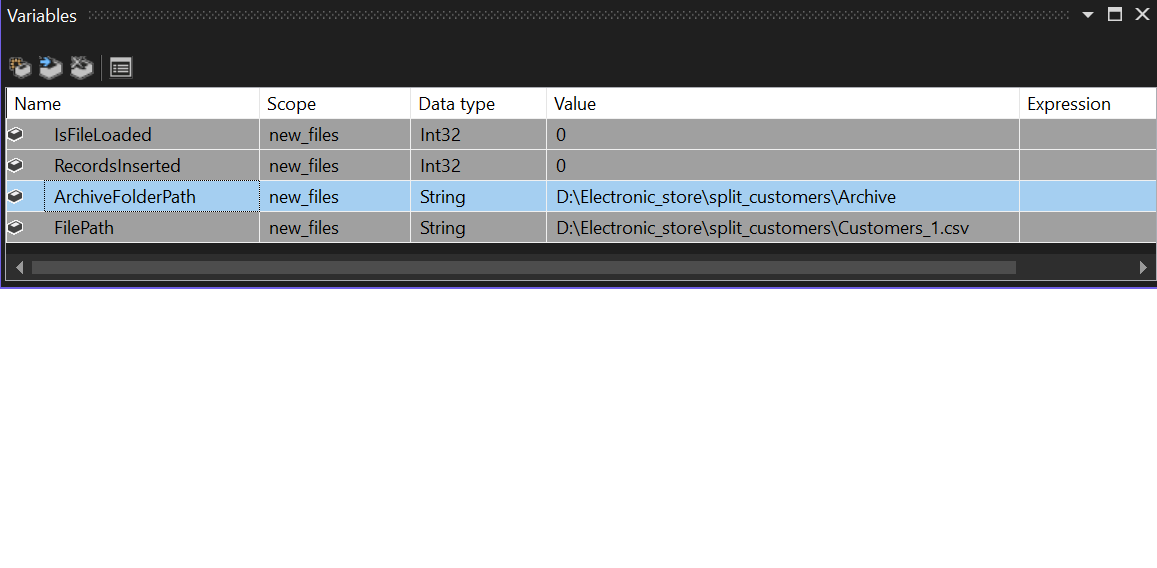 Variables
Name Scope Data type Value Expression
IsFileLoaded new_files Int32 0
RecordsInserted new_files Int32 0
ArchiveFolderPath new_files String D:\Electronic_store\split_customers\Archive
FilePath new_files String D:\Electronic_store\split_customers\Customers_1.csv